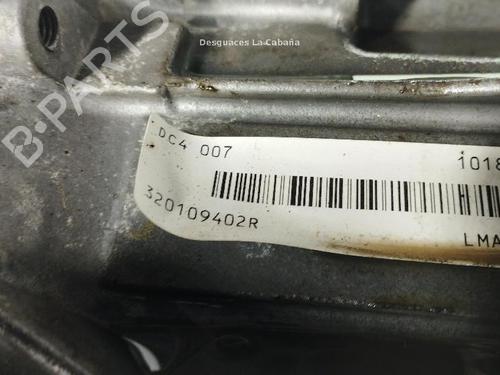 Desguaces La Cabaña
B-PARTS
DC4 007
1018
320109402R
LMA